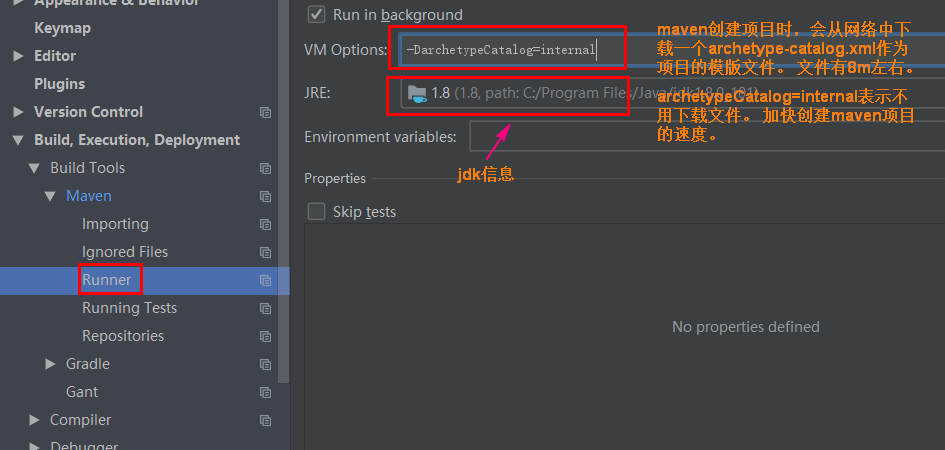 Appearance & Behavior
Keymap
Editor
Plugins
Version Control
Build, Execution, Deployment
Build Tools
Maven
Importing
Ignored Files
Runner
Running Tests
Repositories
Gradle
Gant
Compiler
Debugger
Run in background
VM Options:
-DarchetypeCatalog=internal
JRE:
1.8 (1.8, path: C:/Program Files/Java/jdk1.8.0_101)
Environment variables:
jdk信息
Properties
Skip tests
No properties defined
maven创建项目时，会从网络中下
载一个archetype-catalog.xml作为
项目的模版文件。 文件有8m左右。
archetypeCatalog=internal表示不
用下载文件。 加快创建maven项目
的速度。